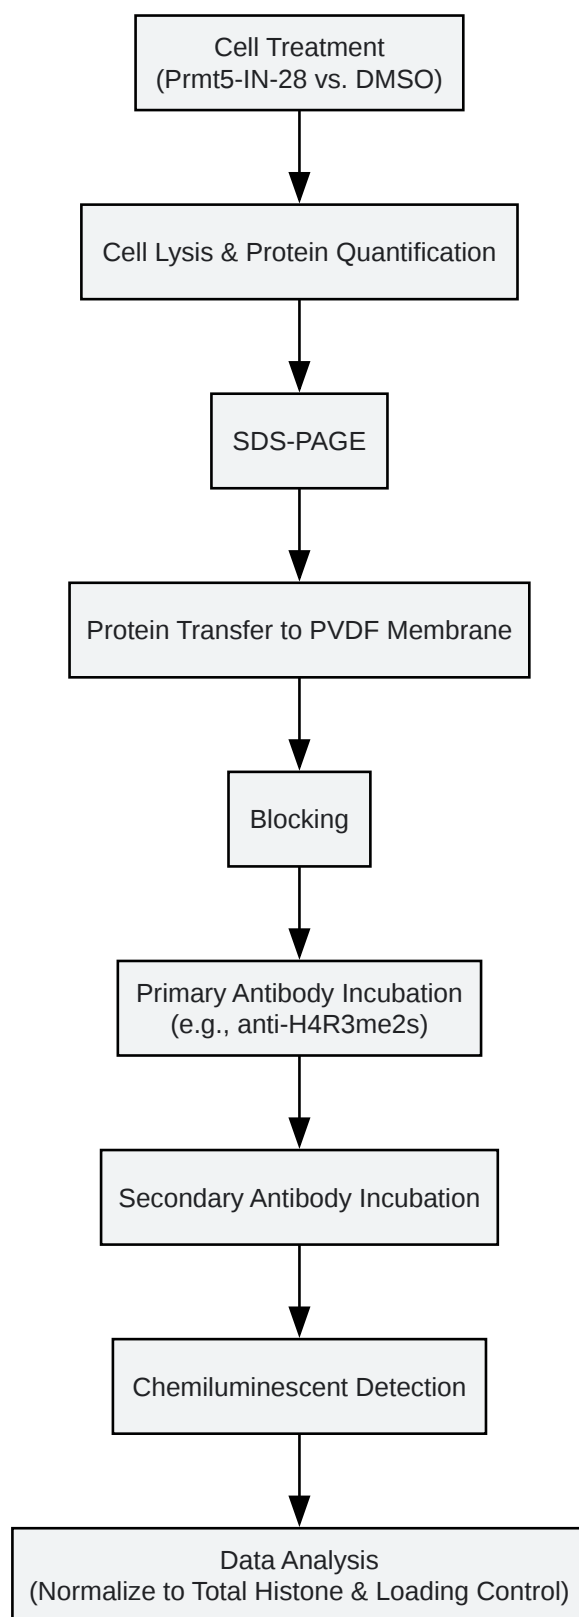 Cell Treatment
(Prmt5-IN-28 vs. DMSO)
Cell Lysis & Protein Quantification
SDS-PAGE
Protein Transfer to PVDF Membrane
Blocking
Primary Antibody Incubation
(e.g., anti-H4R3me2s)
Secondary Antibody Incubation
Chemiluminescent Detection
Data Analysis
(Normalize to Total Histone & Loading Control)